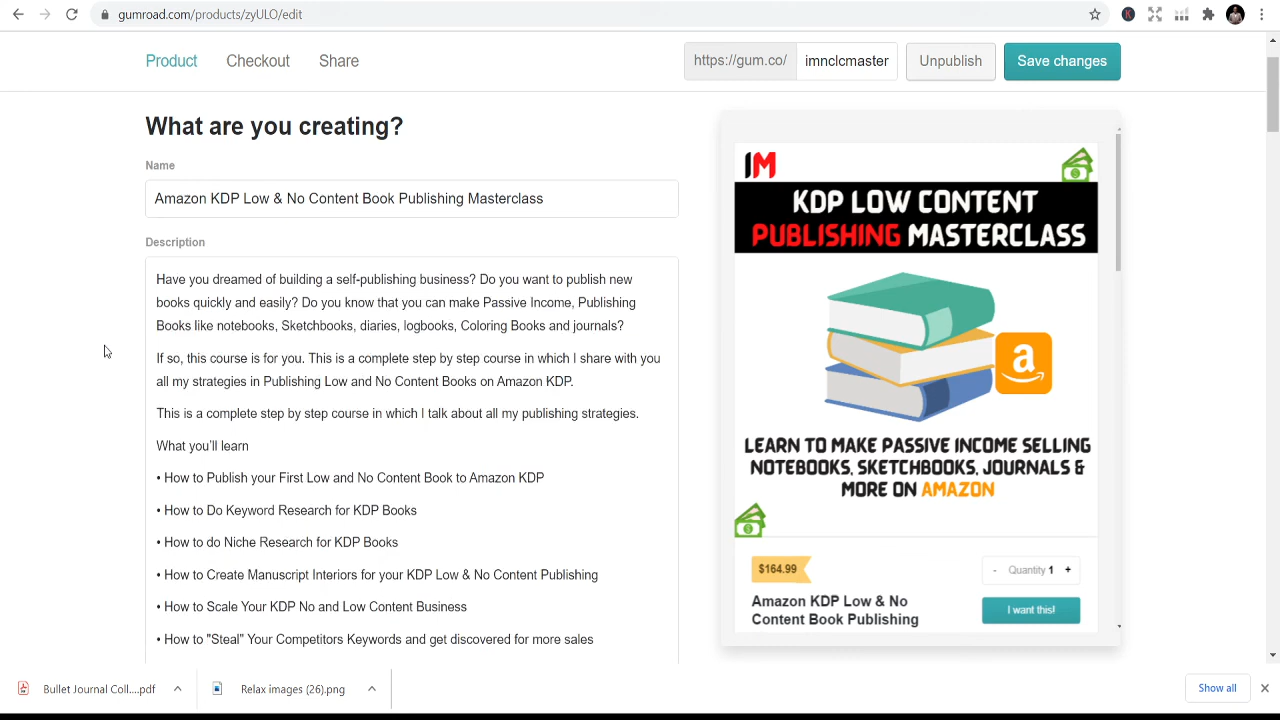 gumroad.com/products/zyULO/edit
Product
Checkout
Share
https://gum.co/
imnclcmaster
Unpublish
Save changes
What are you creating?
Name
Amazon KDP Low & No Content Book Publishing Masterclass
Description
Have you dreamed of building a self-publishing business? Do you want to publish new
books quickly and easily? Do you know that you can make Passive Income, Publishing
Books like notebooks, Sketchbooks, diaries, logbooks, Coloring Books and journals?
If so, this course is for you. This is a complete step by step course in which I share with you
all my strategies in Publishing Low and No Content Books on Amazon KDP.
This is a complete step by step course in which I talk about all my publishing strategies.
What you'll learn
• How to Publish your First Low and No Content Book to Amazon KDP
• How to Do Keyword Research for KDP Books
• How to do Niche Research for KDP Books
• How to Create Manuscript Interiors for your KDP Low & No Content Publishing
• How to Scale Your KDP No and Low Content Business
• How to "Steal" Your Competitors Keywords and get discovered for more sales
IM
KDP LOW CONTENT
PUBLISHING MASTERCLASS
a
LEARN TO MAKE PASSIVE INCOME SELLING
NOTEBOOKS, SKETCHBOOKS, JOURNALS &
MORE ON AMAZON
$164.99
- Quantity 1 +
Amazon KDP Low & No
Content Book Publishing
I want this!
Bullet Journal Coll....pdf
Relax images (26).png
Show all